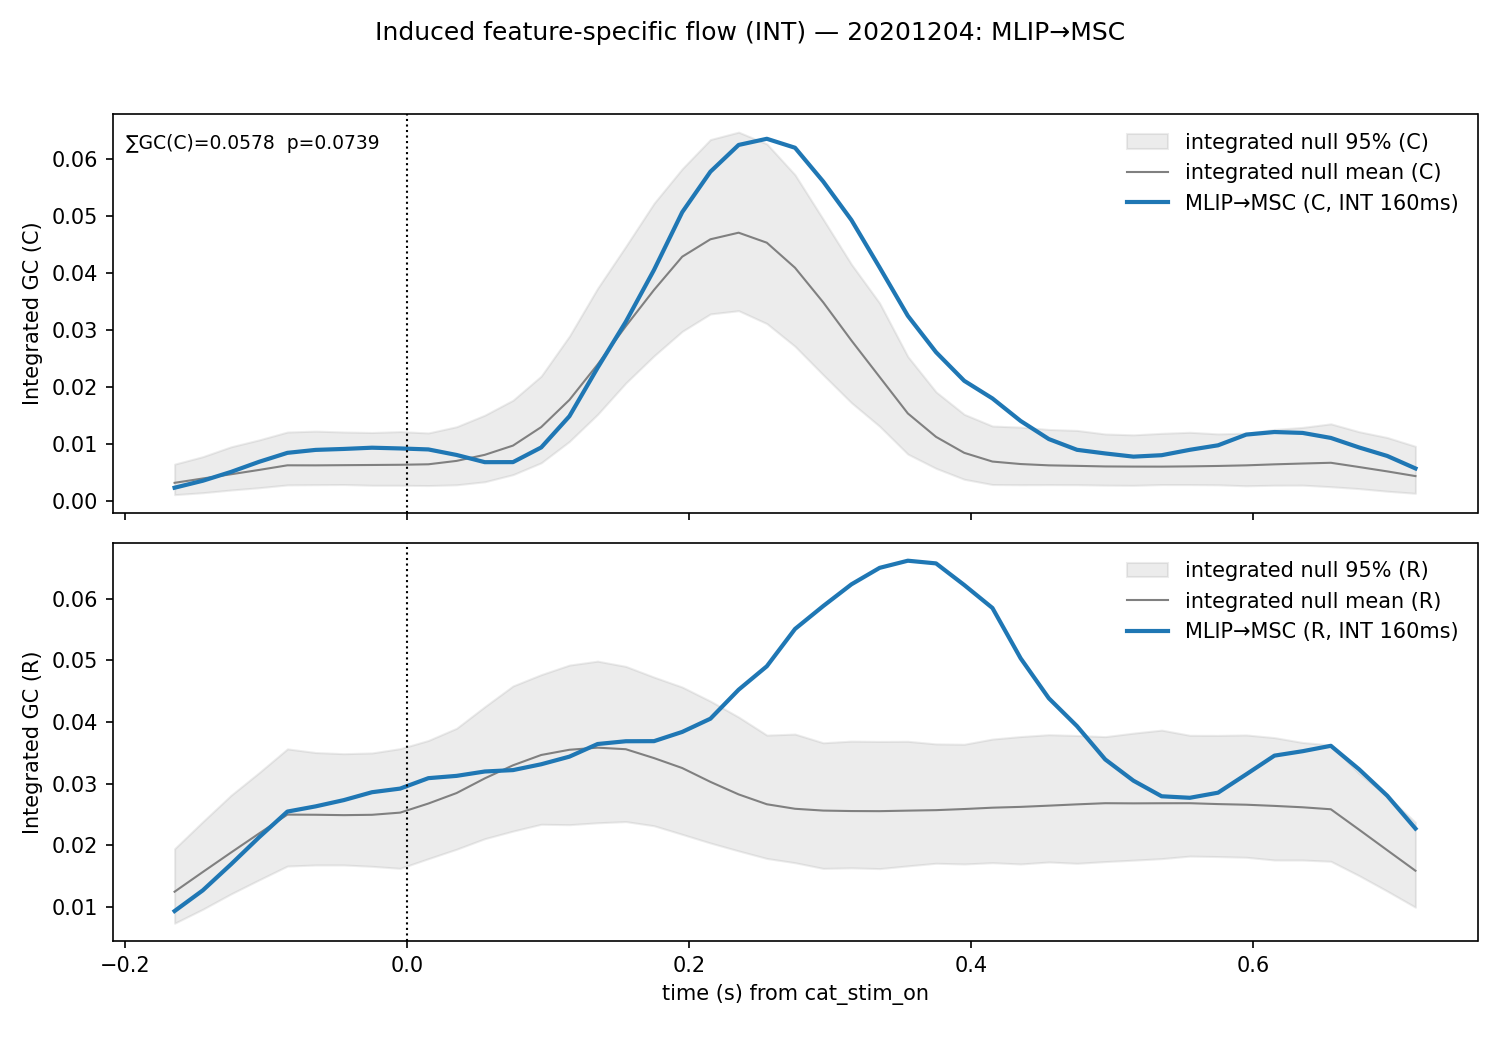 Induced feature-specific flow (INT) — 20201204: MLIP→MSC
∑GC(C)=0.0578  p=0.0739
integrated null 95% (C)
integrated null mean (C)
MLIP→MSC (C, INT 160ms)
Integrated GC (C)
0.06
0.05
0.04
0.03
0.02
0.01
0.00
integrated null 95% (R)
integrated null mean (R)
MLIP→MSC (R, INT 160ms)
Integrated GC (R)
0.06
0.05
0.04
0.03
0.02
0.01
−0.2
0.0
0.2
0.4
0.6
time (s) from cat_stim_on